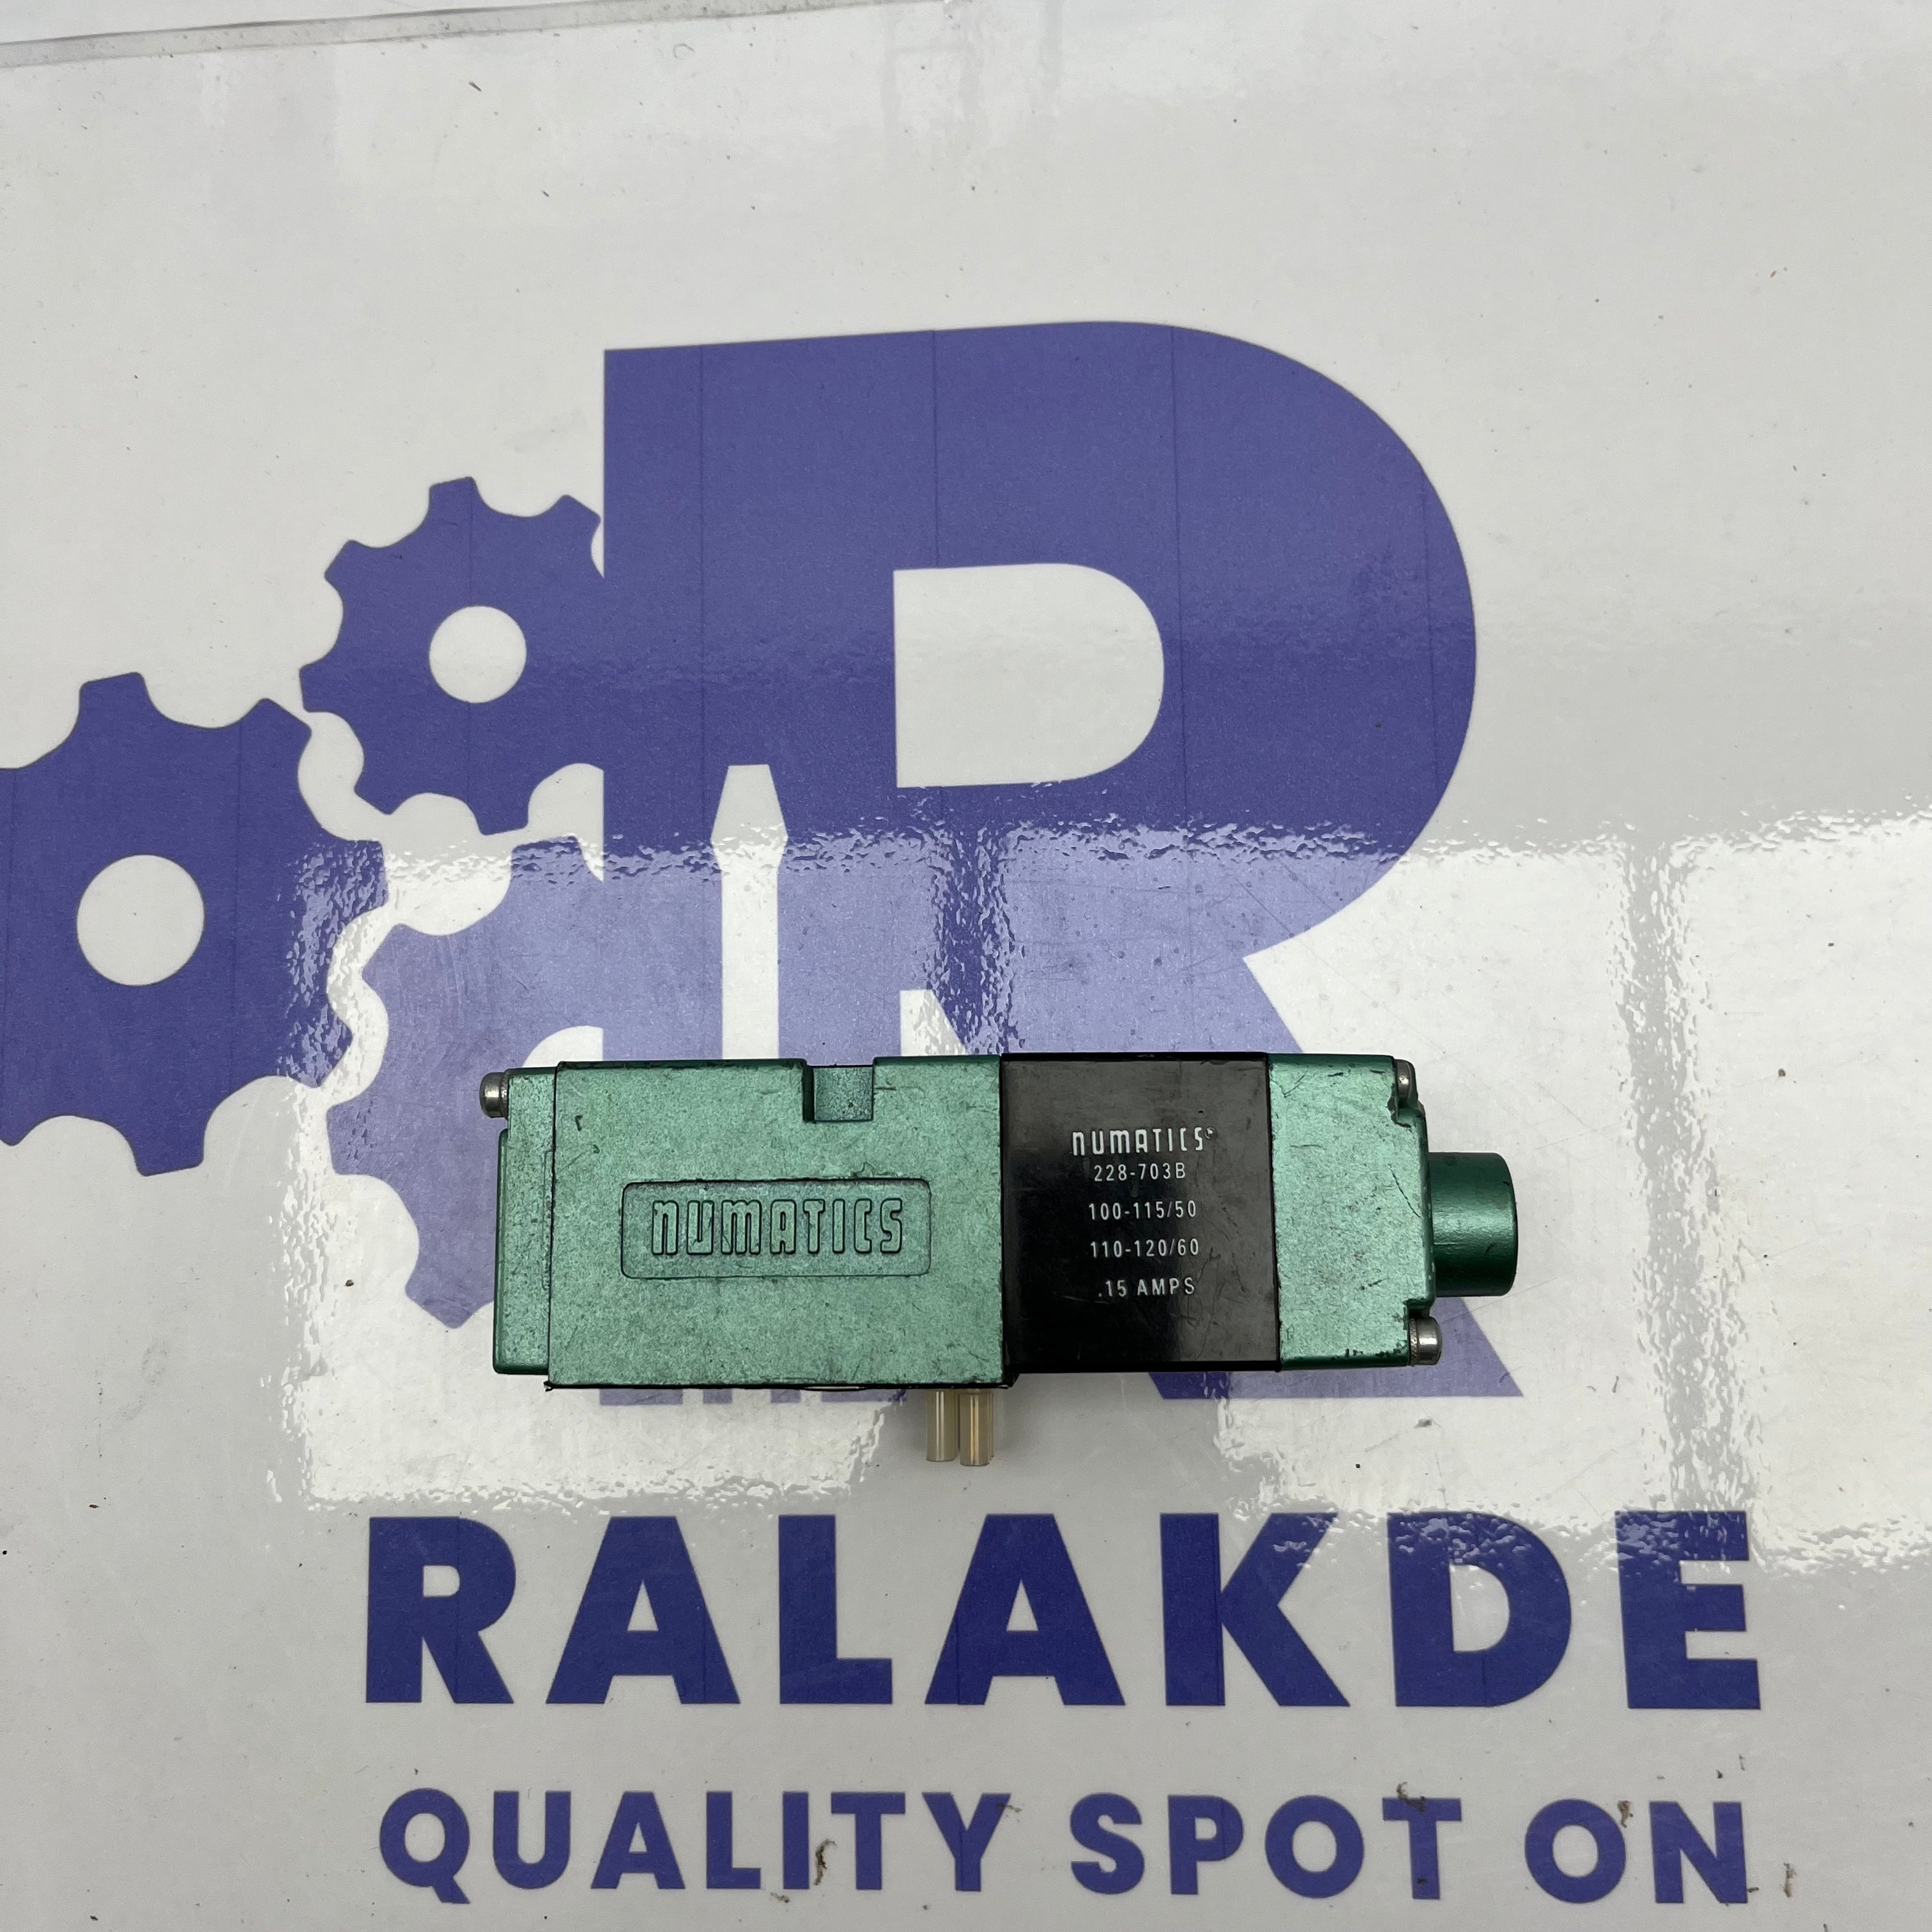 NUMATICS
NUMATICS
228-703B
100-115/50
110-120/60
.15 AMPS
RALAKDE
QUALITY SPOT ON